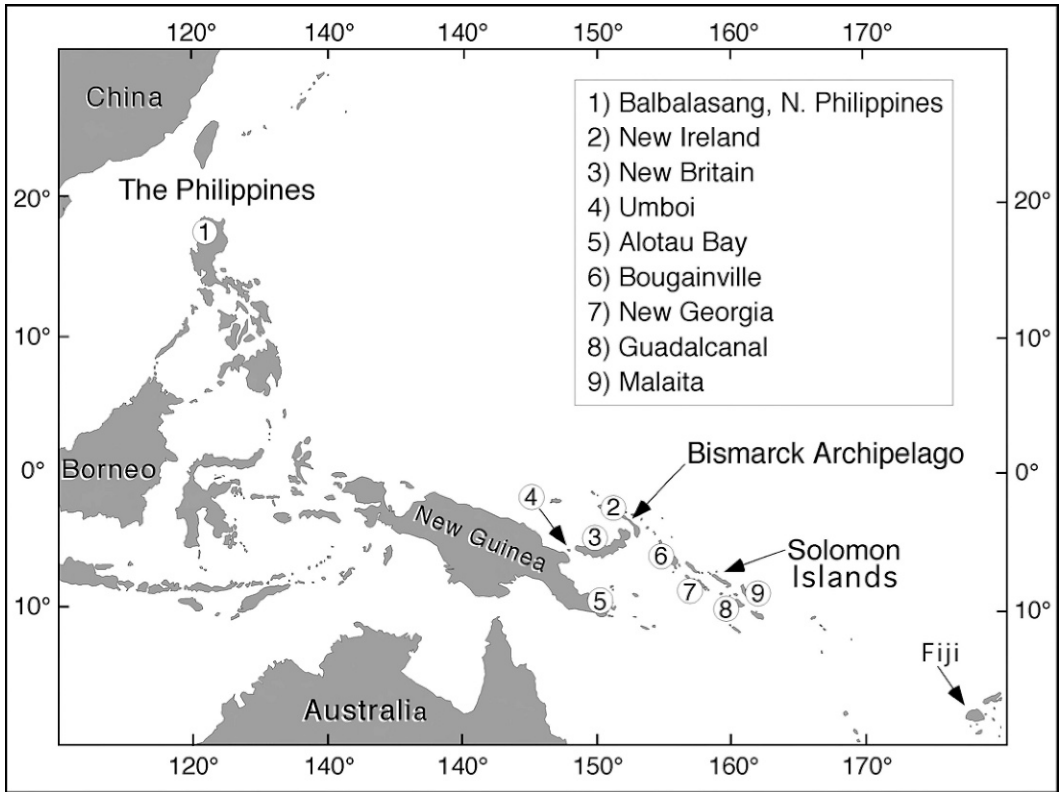 120° 140° 140° 150° 160° 170°
China
1) Balbalasang, N. Philippines
2) New Ireland
3) New Britain
4) Umboi
5) Alotau Bay
6) Bougainville
7) New Georgia
8) Guadalcanal
9) Malaita
The Philippines
20° 20°
1
10° 10°
Bismarck Archipelago
0° Borneo 0°
4 2
New Guinea 3
6 Solomon
Islands
5 7 8 9
10° 10°
Fiji
Australia
120° 140° 140° 150° 160° 170°